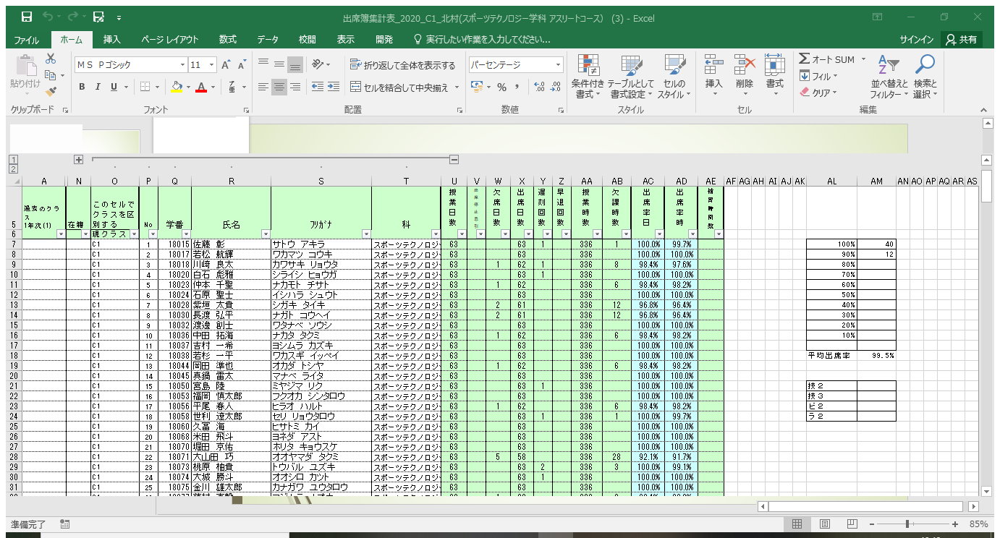 出席簿集計表_2020_C1_北村(スポーツテクノロジー学科 アスリートコース) (3) - Excel
ファイル ホーム 挿入 ページ レイアウト 数式 データ 校閲 表示 開発 実行したい作業を入力してください... サインイン 共有
貼り付け
ＭＳ Ｐゴシック 11
B I U
折り返して全体を表示する
セルを結合して中央揃え
パーセンテージ
% ,
条件付き書式 テーブルとして書式設定 セルのスタイル
挿入 削除 書式
オート SUM
フィル
クリア
並べ替えとフィルター 検索と選択
クリップボード フォント 配置 数値 スタイル セル 編集
1
2
A N O P Q R S T U V W X Y Z AA AB AC AD AE AF AG AH AI AJ AK AL AM AN AO AP AQ AR AS
5 過去のクラス 1年次(1) 在籍 このセルでクラスを区別する No 学番 氏名 ﾌﾘｶﾞﾅ 科 授業日数 欠席日数 出席日数 遅刻回数 早退回数 授業時数 欠課時数 出席率日 出席率時 補習時間数
6 現クラス
7 C1 1 18015 佐藤 彰 サトウ アキラ スポーツテクノロジ 63 63 1 336 1 100.0% 99.7% 100% 40
8 C1 2 18017 若松 航輝 ワカマツ コウキ スポーツテクノロジ 63 63 336 100.0% 100.0% 90% 12
9 C1 3 18018 川崎 良太 カワサキ リョウタ スポーツテクノロジ 63 1 62 1 336 8 98.4% 97.6% 80%
10 C1 4 18020 白石 彪雅 シライシ ヒョウガ スポーツテクノロジ 63 63 1 336 100.0% 100.0% 70%
11 C1 5 18023 仲本 千聖 ナカモト チサト スポーツテクノロジ 63 1 62 336 6 98.4% 98.2% 60%
12 C1 6 18024 石原 聖士 イシハラ シュウト スポーツテクノロジ 63 63 336 100.0% 100.0% 50%
13 C1 7 18028 紫垣 太貴 シガキ タイキ スポーツテクノロジ 63 2 61 336 12 96.8% 96.4% 40%
14 C1 8 18030 長渡 弘平 ナガト コウヘイ スポーツテクノロジ 63 2 61 336 12 96.8% 96.4% 30%
15 C1 9 18032 渡邉 創士 ワタナベ ソウシ スポーツテクノロジ 63 63 336 100.0% 100.0% 20%
16 C1 10 18036 中田 拓海 ナカタ タクミ スポーツテクノロジ 63 1 62 336 6 98.4% 98.2% 10%
17 C1 11 18037 吉村 一希 ヨシムラ カズキ スポーツテクノロジ 63 63 336 100.0% 100.0%
18 C1 12 18038 若杉 一平 ワカスギ イッペイ スポーツテクノロジ 63 63 336 100.0% 100.0% 平均出席率 99.5%
19 C1 13 18044 岡田 準也 オカダ トシヤ スポーツテクノロジ 63 1 62 336 6 98.4% 98.2%
20 C1 14 18045 真鍋 雷太 マナベ ライタ スポーツテクノロジ 63 63 336 100.0% 100.0%
21 C1 15 18050 宮島 陸 ミヤジマ リク スポーツテクノロジ 63 63 1 336 100.0% 100.0% 技２
22 C1 16 18053 福岡 慎太郎 フクオカ シンタロウ スポーツテクノロジ 63 63 336 100.0% 100.0% 技３
23 C1 17 18056 平尾 春人 ヒラオ ハルト スポーツテクノロジ 63 1 62 336 6 98.4% 98.2% ビ２
24 C1 18 18058 世利 遼太郎 セリ リョウタロウ スポーツテクノロジ 63 63 1 336 1 100.0% 99.7% ラ２
25 C1 19 18060 久冨 海 ヒサトミ カイ スポーツテクノロジ 63 63 336 100.0% 100.0%
26 C1 20 18068 米田 飛斗 ヨネダ アスト スポーツテクノロジ 63 63 336 100.0% 100.0%
27 C1 21 18070 堀田 京佑 ホリタ キョウスケ スポーツテクノロジ 63 63 336 100.0% 100.0%
28 C1 22 18071 大山田 巧 オオヤマダ タクミ スポーツテクノロジ 63 5 58 336 28 92.1% 91.7%
29 C1 23 18073 桃原 柚貴 トウバル ユズキ スポーツテクノロジ 63 63 2 336 3 100.0% 99.1%
30 C1 24 18074 大城 勝斗 オオシロ カツト スポーツテクノロジ 63 63 1 336 100.0% 100.0%
31 C1 25 18075 金川 雄太郎 カナガワ ユウタロウ スポーツテクノロジ 63 63 336 100.0% 100.0%
準備完了 85%